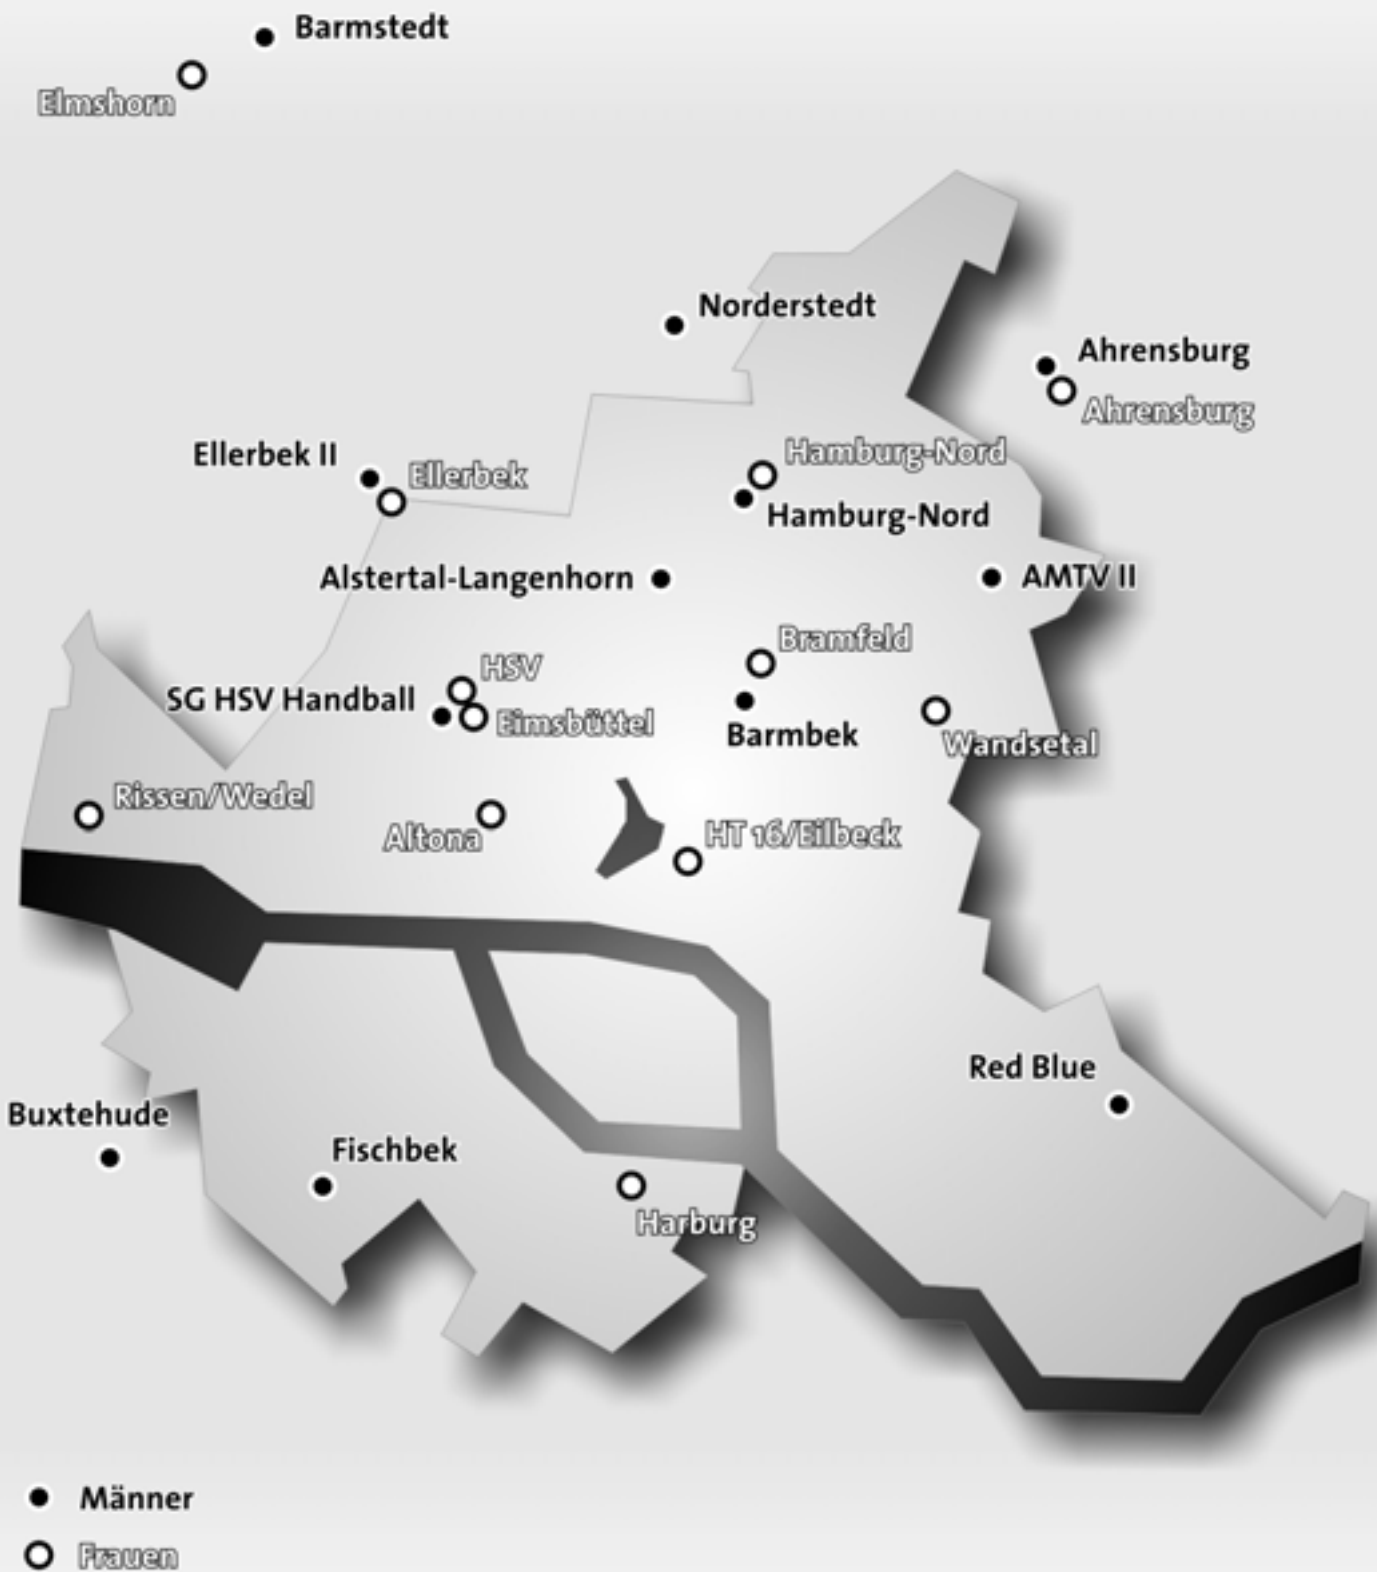 Barmstedt
Elmshorn
Norderstedt
Ahrensburg
Ahrensburg
Ellerbek II
Ellerbek
Hamburg-Nord
Hamburg-Nord
Alstertal-Langenhorn
AMTV II
Bramfeld
HSV
SG HSV Handball
Eimsbüttel
Barmbek
Wandsetal
Rissen/Wedel
Altona
HT 16/Eilbeck
Red Blue
Buxtehude
Fischbek
Harburg
Männer
Frauen